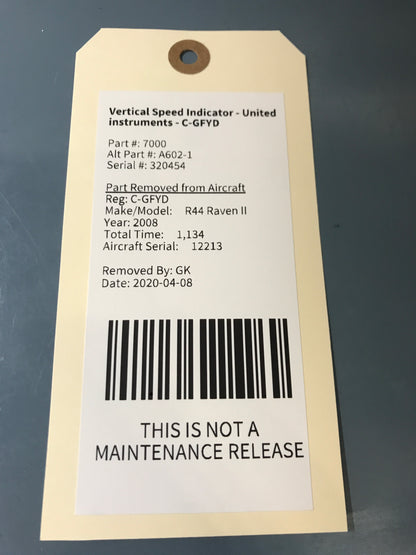 Vertical Speed Indicator - United
instruments - C-GFYD
Part #: 7000
Alt Part #: A602-1
Serial #: 320454
Part Removed from Aircraft
Reg: C-GFYD
Make/Model: R44 Raven II
Year: 2008
Total Time: 1,134
Aircraft Serial: 12213
Removed By: GK
Date: 2020-04-08
THIS IS NOT A
MAINTENANCE RELEASE